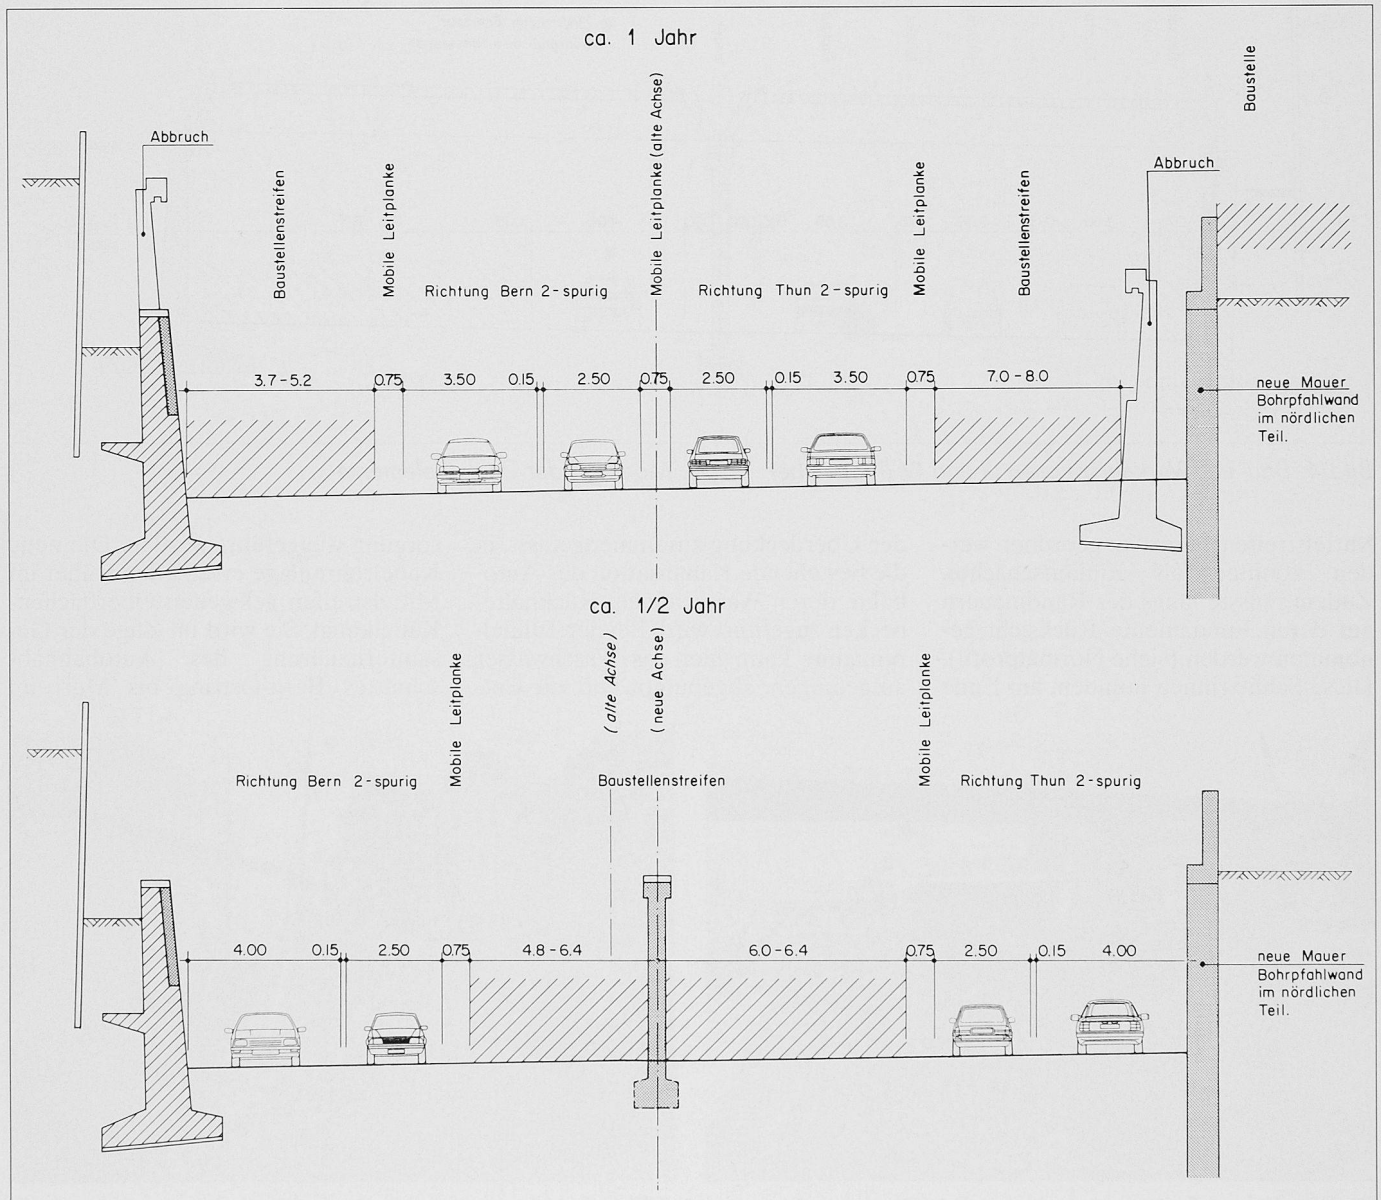 ca. 1 Jahr
Baustelle
Abbruch
Abbruch
Baustellenstreifen
Mobile Leitplanke
Richtung Bern 2-spurig
Mobile Leitplanke (alte Achse)
Richtung Thun 2-spurig
Mobile Leitplanke
Baustellenstreifen
3.7-5.2 0.75 3.50 0.15 2.50 0.75 2.50 0.15 3.50 0.75 7.0-8.0
neue Mauer
Bohrpfahlwand
im nördlichen
Teil.
ca. 1/2 Jahr
Richtung Bern 2-spurig
Mobile Leitplanke
(alte Achse)
(neue Achse)
Baustellenstreifen
Mobile Leitplanke
Richtung Thun 2-spurig
4.00 0.15 2.50 0.75 4.8-6.4 6.0-6.4 0.75 2.50 0.15 4.00
neue Mauer
Bohrpfahlwand
im nördlichen
Teil.